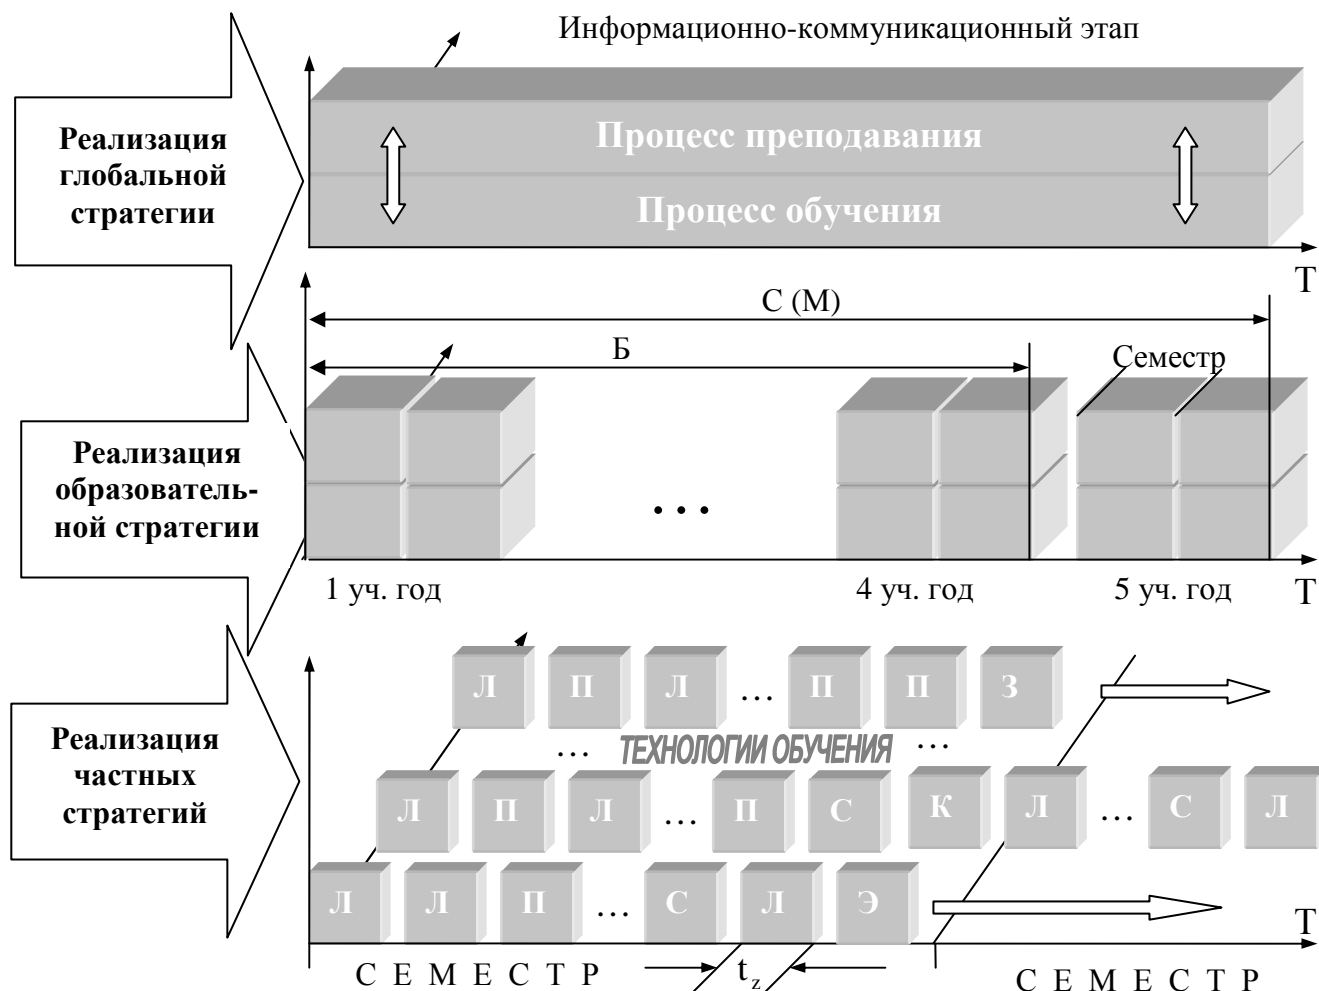 Информационно-коммуникационный этап
Реализация
глобальной
стратегии
Процесс преподавания
Процесс обучения
Т
С (М)
Б
Семестр
Реализация
образователь-
ной стратегии
...
1 уч. год
4 уч. год
5 уч. год
Т
Реализация
частных
стратегий
Л П Л ... П П З
... ТЕХНОЛОГИИ ОБУЧЕНИЯ ...
Л П Л ... П С К Л ... С Л
Л Л П ... С Л Э
Т
С Е М Е С Т Р
t z
С Е М Е С Т Р